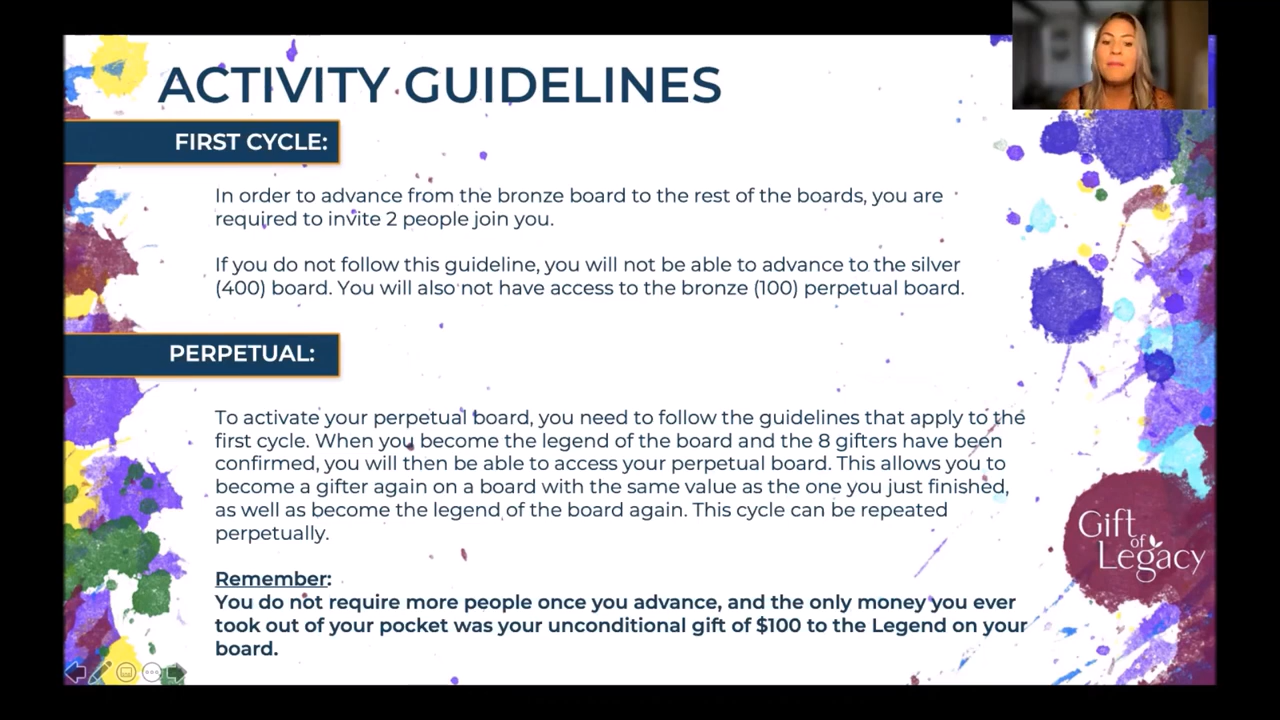 ACTIVITY GUIDELINES
FIRST CYCLE:
In order to advance from the bronze board to the rest of the boards, you are
required to invite 2 people join you.
If you do not follow this guideline, you will not be able to advance to the silver
(400) board. You will also not have access to the bronze (100) perpetual board.
PERPETUAL:
To activate your perpetual board, you need to follow the guidelines that apply to the
first cycle. When you become the legend of the board and the 8 gifters have been
confirmed, you will then be able to access your perpetual board. This allows you to
become a gifter again on a board with the same value as the one you just finished,
as well as become the legend of the board again. This cycle can be repeated
perpetually.
Gift
of
Legacy
Remember:
You do not require more people once you advance, and the only money you ever
took out of your pocket was your unconditional gift of $100 to the Legend on your
board.